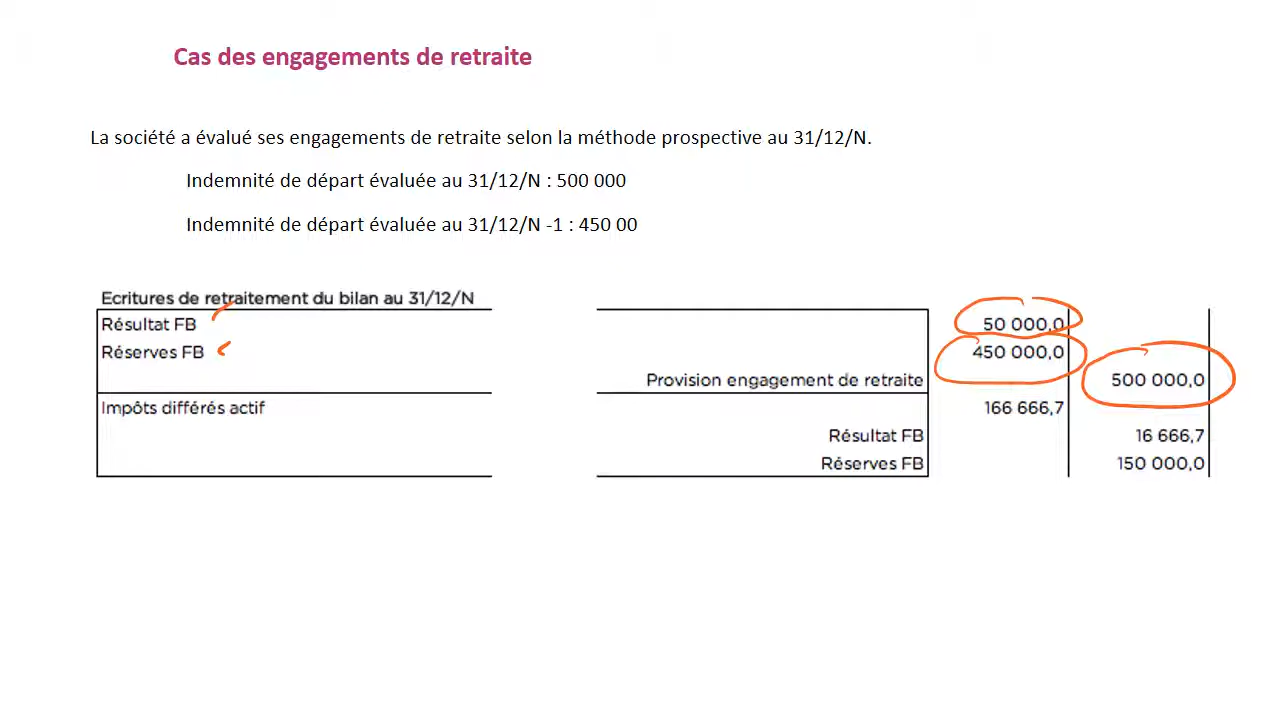 Cas des engagements de retraite
La société a évalué ses engagements de retraite selon la méthode prospective au 31/12/N.
Indemnité de départ évaluée au 31/12/N : 500 000
Indemnité de départ évaluée au 31/12/N -1 : 450 00
Ecritures de retraitement du bilan au 31/12/N
Résultat FB 50 000,0
Réserves FB 450 000,0
Provision engagement de retraite 500 000,0
Impôts différés actif 166 666,7
Résultat FB 16 666,7
Réserves FB 150 000,0